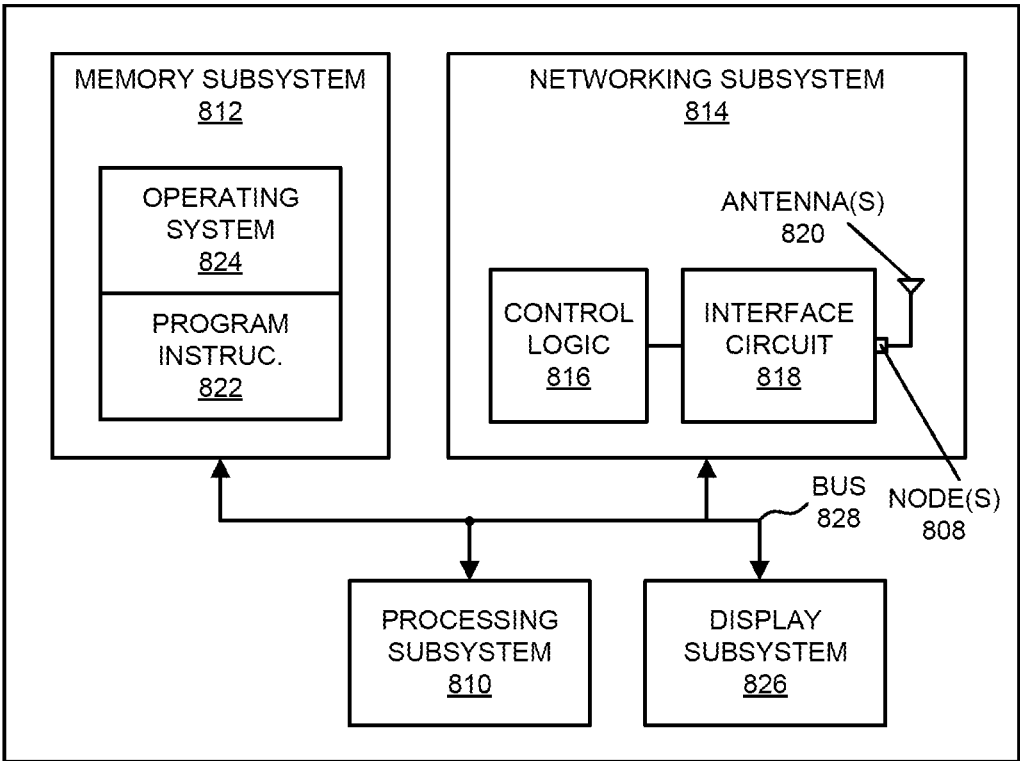 MEMORY SUBSYSTEM
812
OPERATING
SYSTEM
824
PROGRAM
INSTRUC.
822
NETWORKING SUBSYSTEM
814
ANTENNA(S)
820
CONTROL
LOGIC
816
INTERFACE
CIRCUIT
818
NODE(S)
808
BUS
828
PROCESSING
SUBSYSTEM
810
DISPLAY
SUBSYSTEM
826